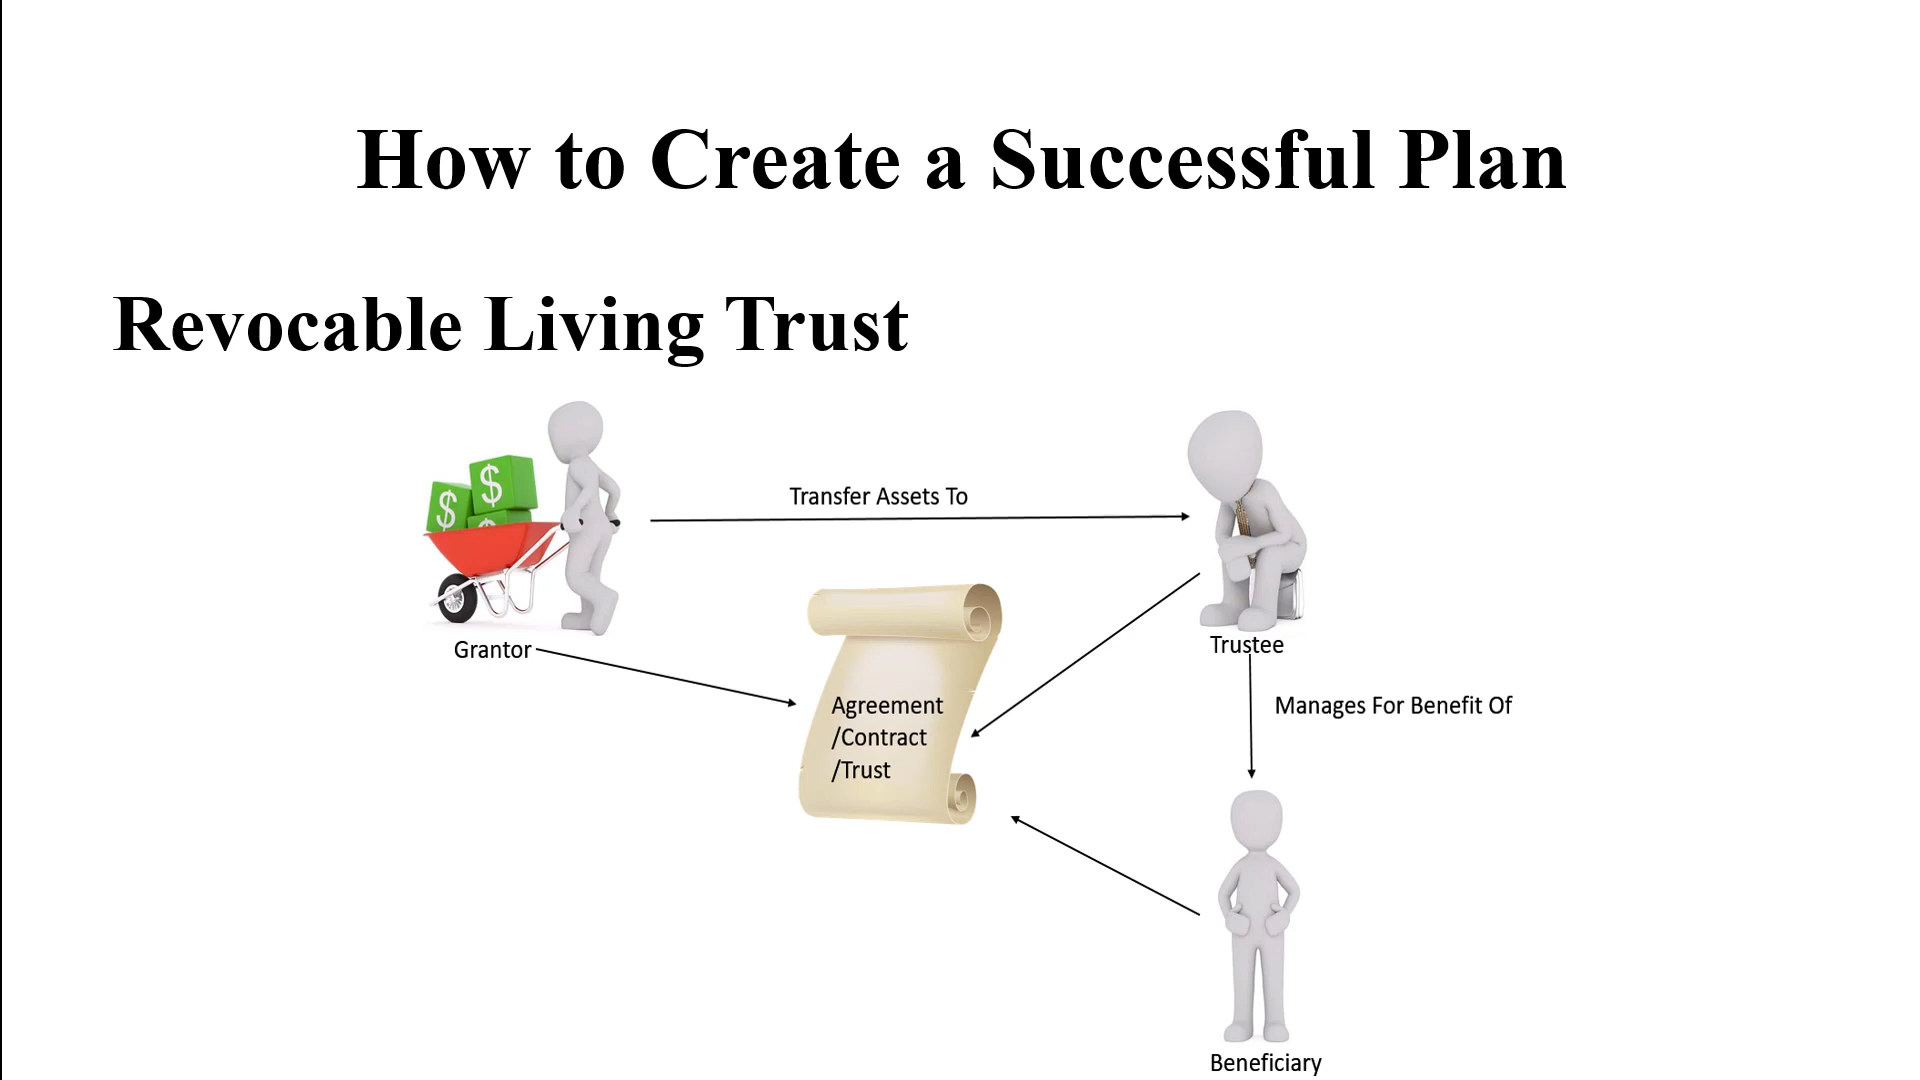 How to Create a Successful Plan
Revocable Living Trust
$
$
$
Transfer Assets To
Grantor
Trustee
Agreement
/Contract
/Trust
Manages For Benefit Of
Beneficiary